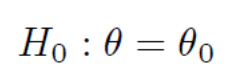 H₀ : θ = θ₀